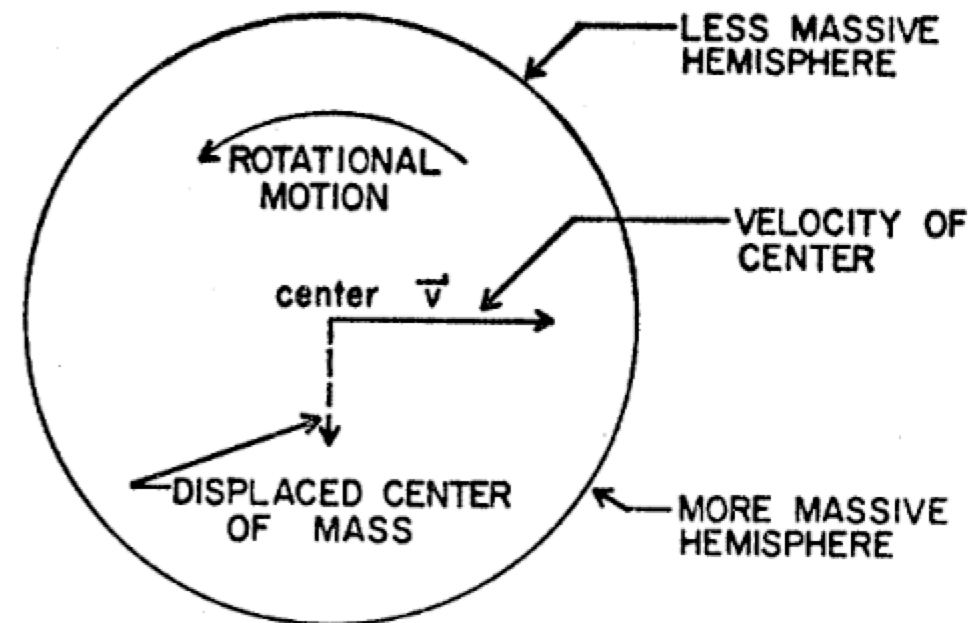 LESS MASSIVE
HEMISPHERE
ROTATIONAL
MOTION
VELOCITY OF
CENTER
center v⃗
DISPLACED CENTER
OF MASS
MORE MASSIVE
HEMISPHERE